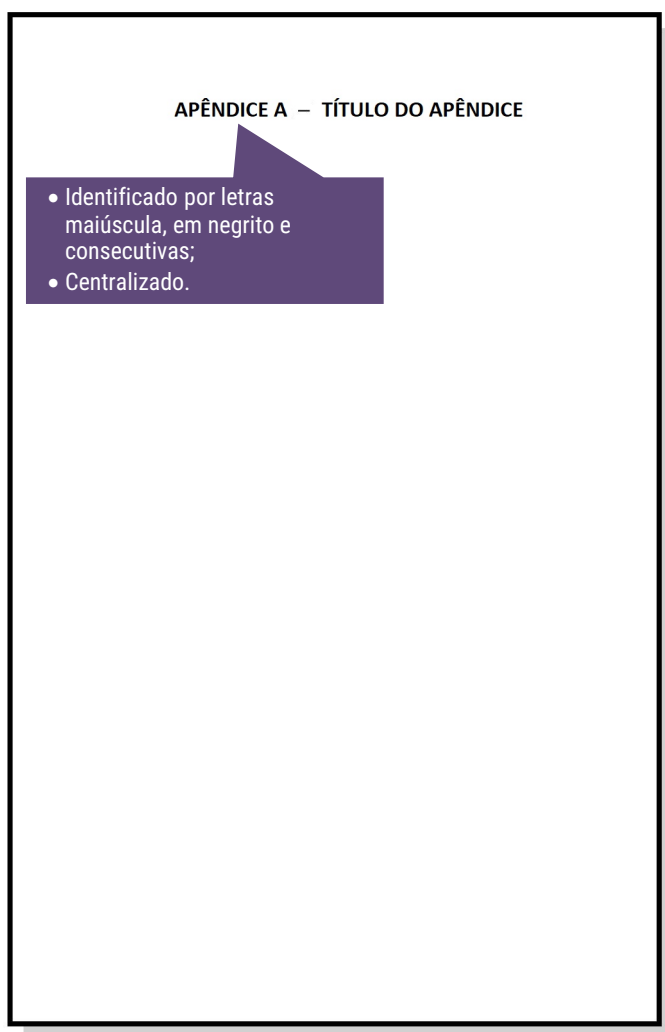 APÊNDICE A – TÍTULO DO APÊNDICE
• Identificado por letras
maiúscula, em negrito e
consecutivas;
• Centralizado.